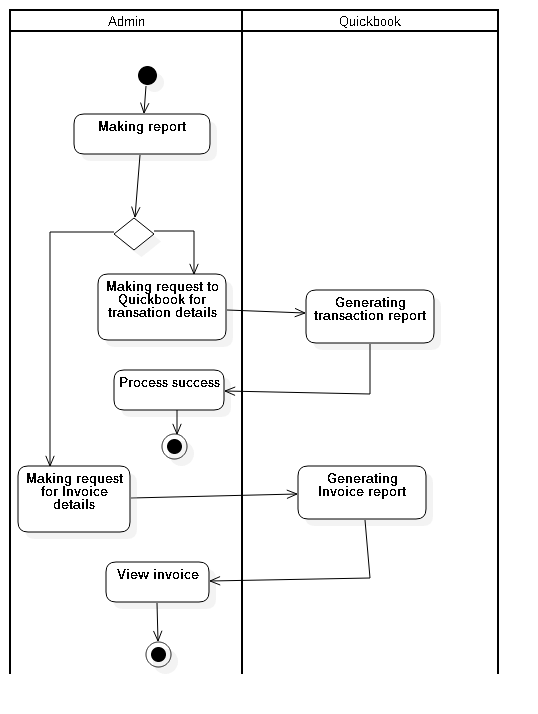 Admin
Quickbook
Making report
Making request to
Quickbook for
transation details
Generating
transaction report
Process success
Making request
for Invoice
details
Generating
Invoice report
View invoice